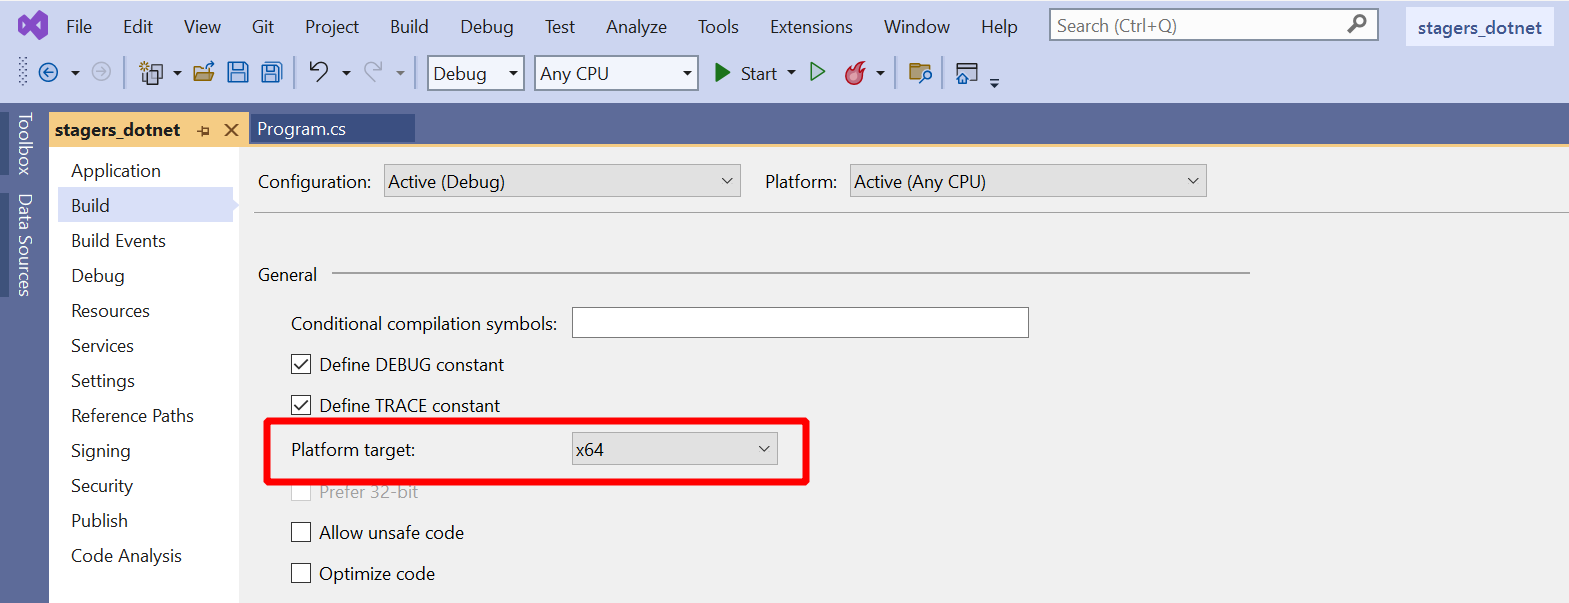 File Edit View Git Project Build Debug Test Analyze Tools Extensions Window Help Search (Ctrl+Q) stagers_dotnet
Debug Any CPU Start
Toolbox
Data Sources
stagers_dotnet Program.cs
Application
Build
Build Events
Debug
Resources
Services
Settings
Reference Paths
Signing
Security
Publish
Code Analysis
Configuration: Active (Debug) Platform: Active (Any CPU)
General
Conditional compilation symbols:
Define DEBUG constant
Define TRACE constant
Platform target: x64
Prefer 32-bit
Allow unsafe code
Optimize code